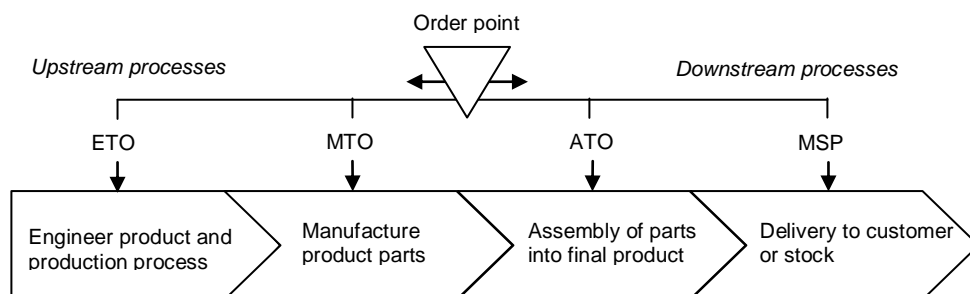 Order point
Upstream processes
Downstream processes
ETO
MTO
ATO
MSP
Engineer product and
production process
Manufacture
product parts
Assembly of parts
into final product
Delivery to customer
or stock